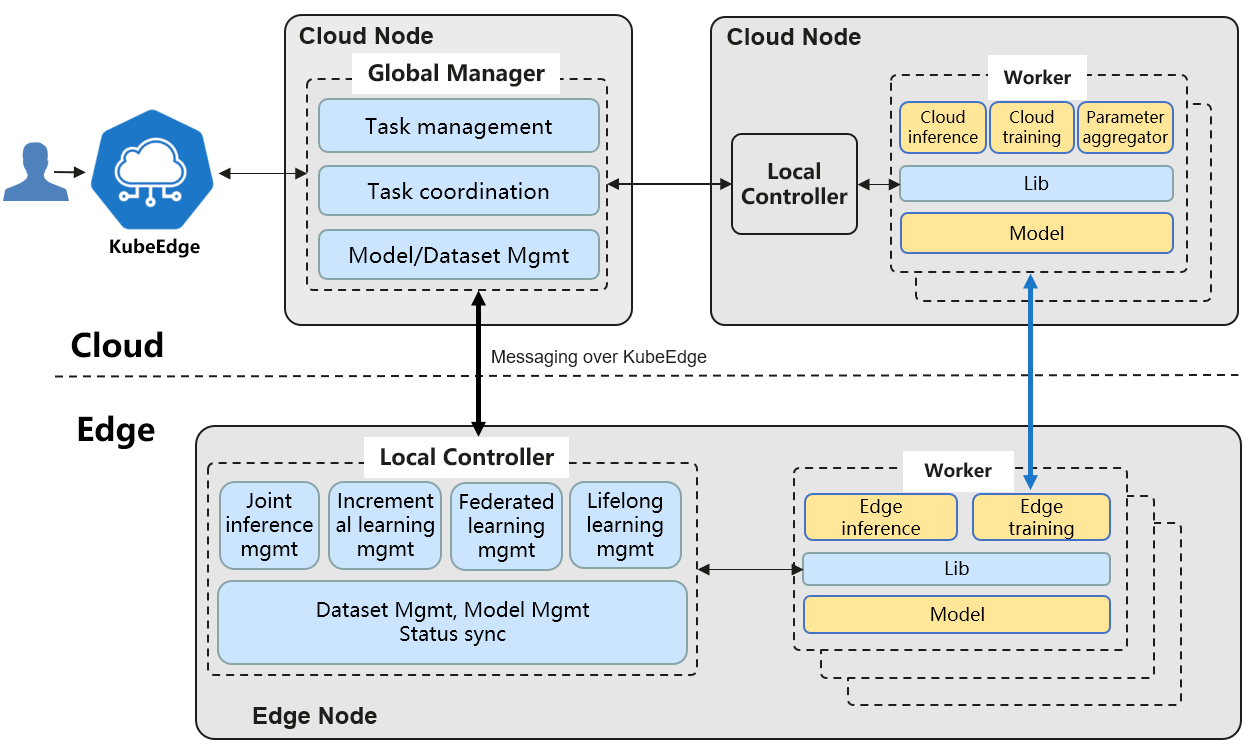 Cloud Node
Global Manager
Task management
Task coordination
Model/Dataset Mgmt
KubeEdge
Cloud Node
Worker
Cloud
inference
Cloud
training
Parameter
aggregator
Local
Controller
Lib
Model
Cloud
Messaging over KubeEdge
Edge
Local Controller
Joint
inference
mgmt
Increment
al learning
mgmt
Federated
learning
mgmt
Lifelong
learning
mgmt
Dataset Mgmt, Model Mgmt
Status sync
Worker
Edge
inference
Edge
training
Lib
Model
Edge Node